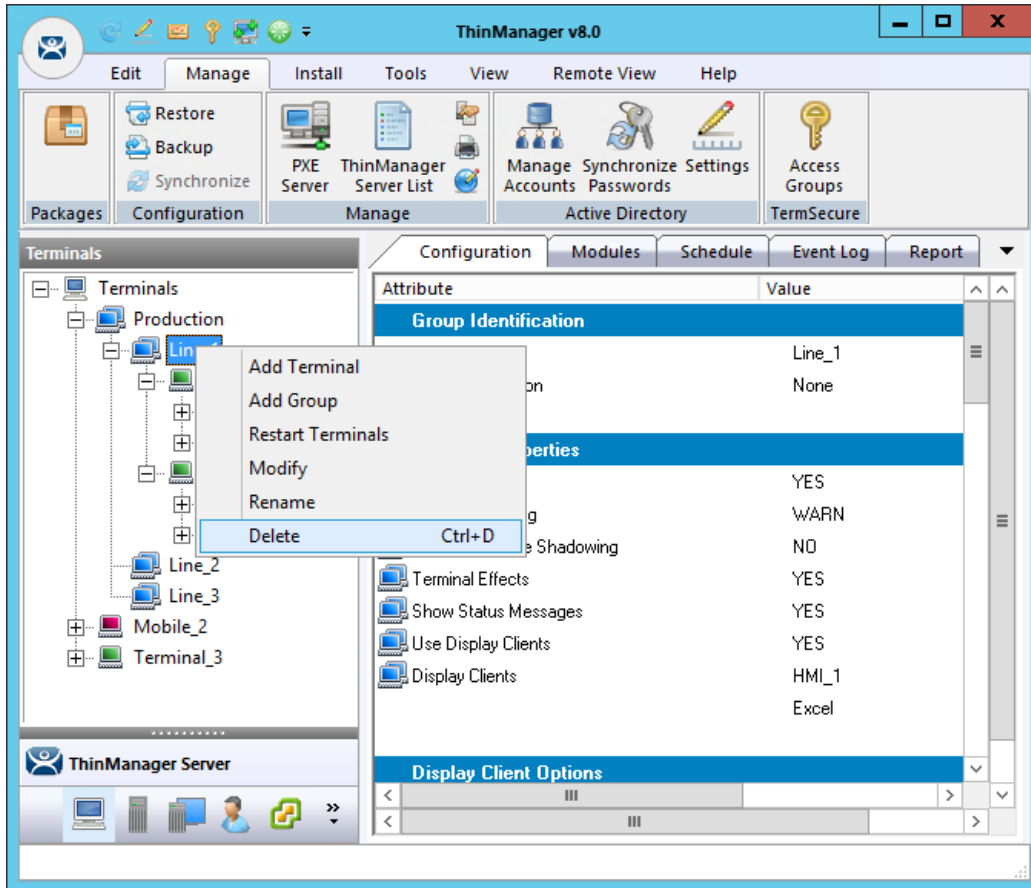 ThinManager v8.0
Edit Manage Install Tools View Remote View Help
Restore
Backup
Synchronize
PXE Server
ThinManager Server List
Manage Accounts
Synchronize Passwords
Settings
Access Groups
Packages Configuration Manage Active Directory TermSecure
Terminals
Terminals
Production
Line_2
Line_3
Mobile_2
Terminal_3
Add Terminal
Add Group
Restart Terminals
Modify
Rename
Delete Ctrl+D
ThinManager Server
Configuration Modules Schedule Event Log Report
Attribute Value
Group Identification
Line_1
None
YES
WARN
Shadowing NO
Terminal Effects YES
Show Status Messages YES
Use Display Clients YES
Display Clients HMI_1
Excel
Display Client Options